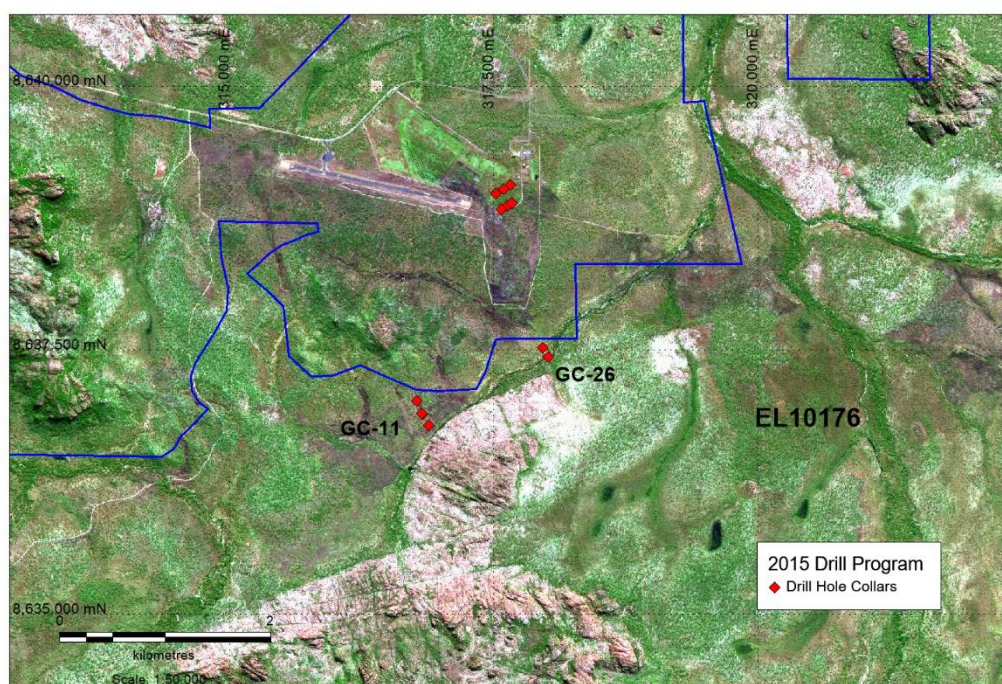 8,640,000 mN
315,000 mE
317,500 mE
320,000 mE
8,637,500 mN
GC-26
GC-11
EL10176
2015 Drill Program
Drill Hole Collars
8,635,000 mN
0
2
kilometres
Scale 1:50 000